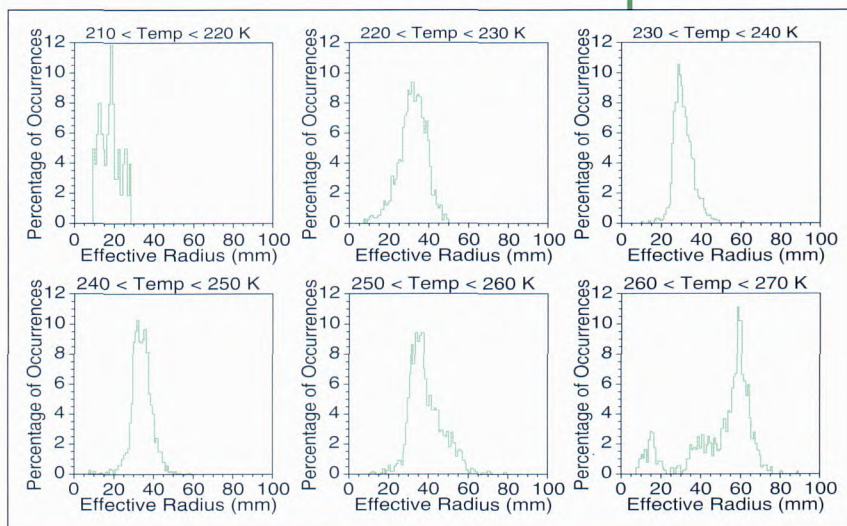 210 < Temp < 220 K
Percentage of Occurrences
12
10
8
6
4
2
0
0 20 40 60 80 100
Effective Radius (mm)
220 < Temp < 230 K
Percentage of Occurrences
12
10
8
6
4
2
0
0 20 40 60 80 100
Effective Radius (mm)
230 < Temp < 240 K
Percentage of Occurrences
12
10
8
6
4
2
0
0 20 40 60 80 100
Effective Radius (mm)
240 < Temp < 250 K
Percentage of Occurrences
12
10
8
6
4
2
0
0 20 40 60 80 100
Effective Radius (mm)
250 < Temp < 260 K
Percentage of Occurrences
12
10
8
6
4
2
0
0 20 40 60 80 100
Effective Radius (mm)
260 < Temp < 270 K
Percentage of Occurrences
12
10
8
6
4
2
0
0 20 40 60 80 100
Effective Radius (mm)